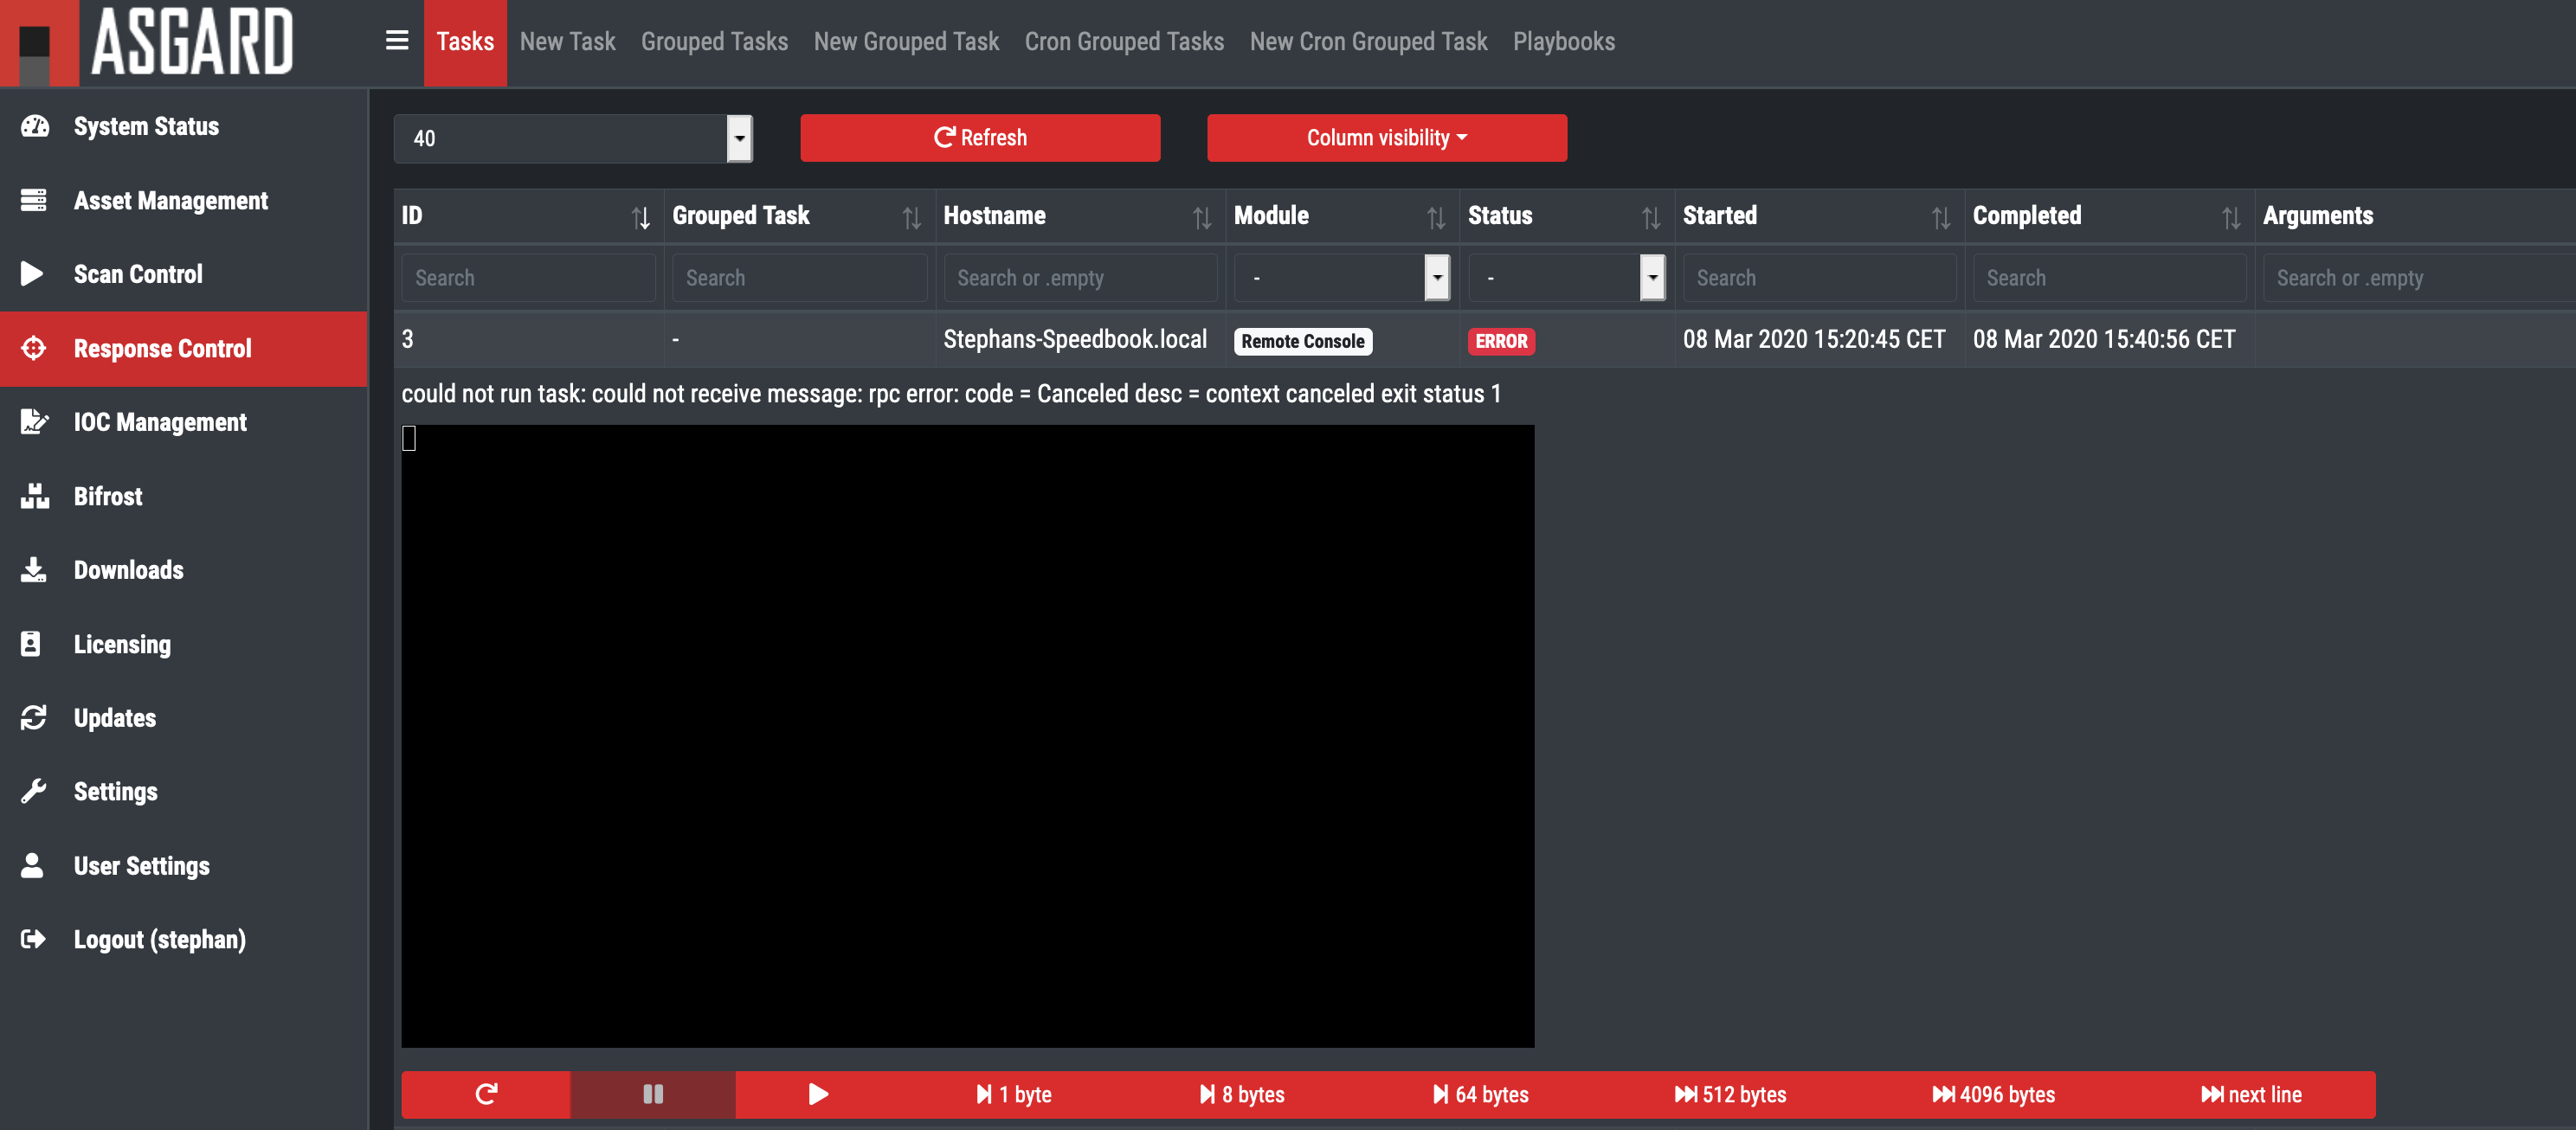 ASGARD
Tasks New Task Grouped Tasks New Grouped Task Cron Grouped Tasks New Cron Grouped Task Playbooks
System Status
Asset Management
Scan Control
Response Control
IOC Management
Bifrost
Downloads
Licensing
Updates
Settings
User Settings
Logout (stephan)
40 Refresh Column visibility
ID Grouped Task Hostname Module Status Started Completed Arguments
Search Search Search or .empty - - Search Search Search or .empty
3 - Stephans-Speedbook.local Remote Console ERROR 08 Mar 2020 15:20:45 CET 08 Mar 2020 15:40:56 CET
could not run task: could not receive message: rpc error: code = Canceled desc = context canceled exit status 1
1 byte 8 bytes 64 bytes 512 bytes 4096 bytes next line